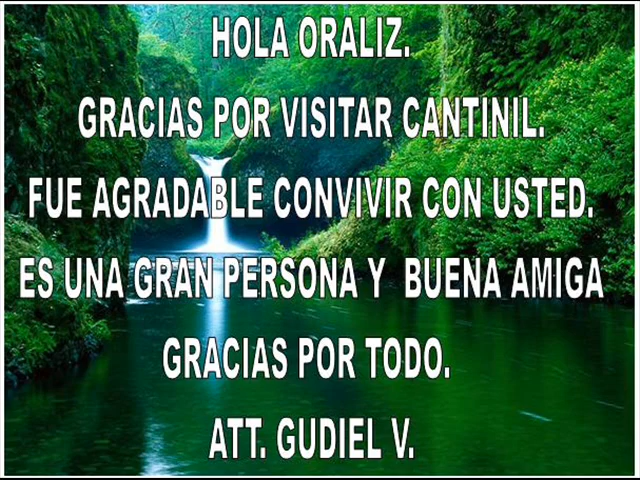 HOLA ORALIZ.
GRACIAS POR VISITAR CANTINIL.
FUE AGRADABLE CONVIVIR CON USTED.
ES UNA GRAN PERSONA Y BUENA AMIGA
GRACIAS POR TODO.
ATT. GUDIEL V.